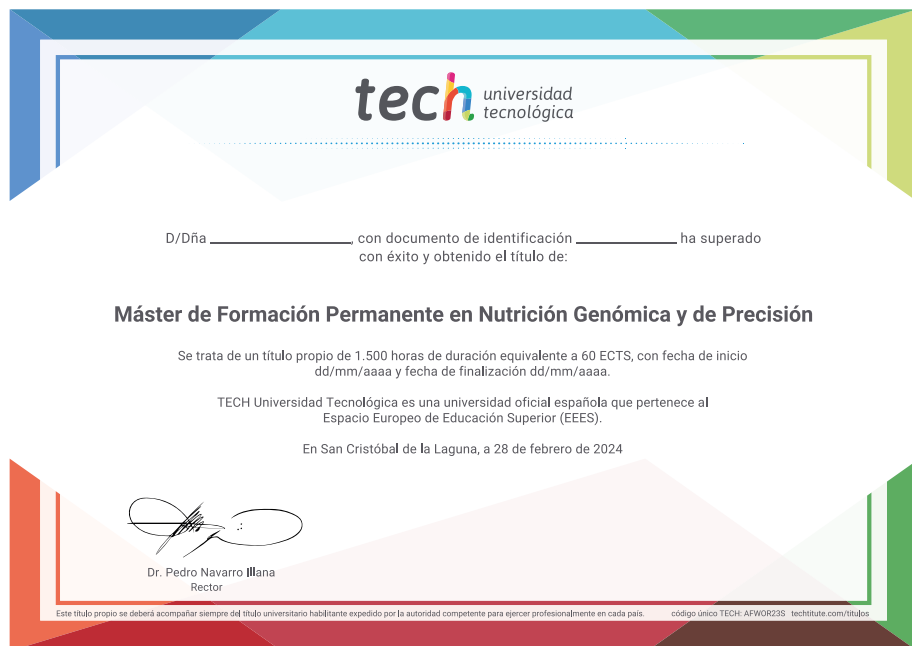 tech universidad
tecnológica
D/Dña ________________, con documento de identificación ____________ ha superado
con éxito y obtenido el título de:
Máster de Formación Permanente en Nutrición Genómica y de Precisión
Se trata de un título propio de 1.500 horas de duración equivalente a 60 ECTS, con fecha de inicio
dd/mm/aaaa y fecha de finalización dd/mm/aaaa.
TECH Universidad Tecnológica es una universidad oficial española que pertenece al
Espacio Europeo de Educación Superior (EEES).
En San Cristóbal de la Laguna, a 28 de febrero de 2024
Dr. Pedro Navarro Illana
Rector
Este título propio se deberá acompañar siempre del título universitario habilitante expedido por la autoridad competente para ejercer profesionalmente en cada país. código único TECH: AFWOR23S techtitute.com/titulos